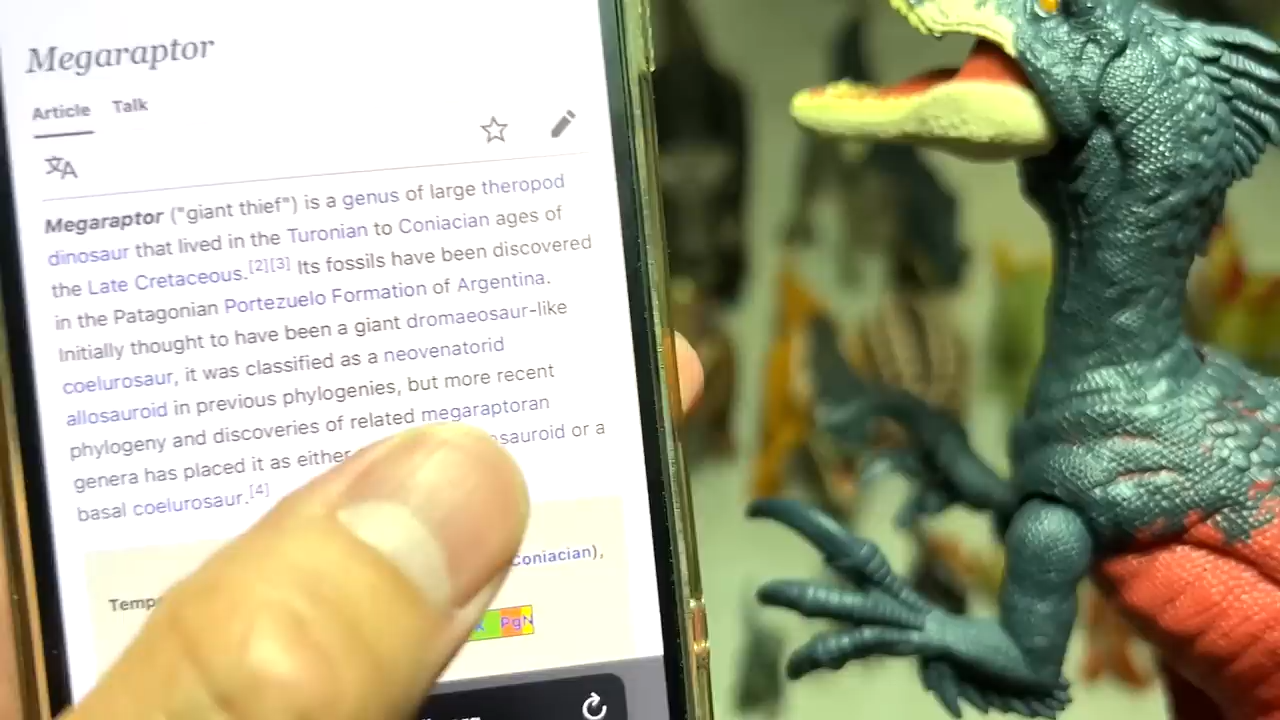 Megaraptor
Article Talk
Megaraptor ("giant thief") is a genus of large theropod
dinosaur that lived in the Turonian to Coniacian ages of
the Late Cretaceous.[2][3] Its fossils have been discovered
in the Patagonian Portezuelo Formation of Argentina.
Initially thought to have been a giant dromaeosaur-like
coelurosaur, it was classified as a neovenatorid
allosauroid in previous phylogenies, but more recent
phylogeny and discoveries of related megaraptoran
genera has placed it as either osauroid or a
basal coelurosaur.[4]
Coniacian),
Temp
K PgN